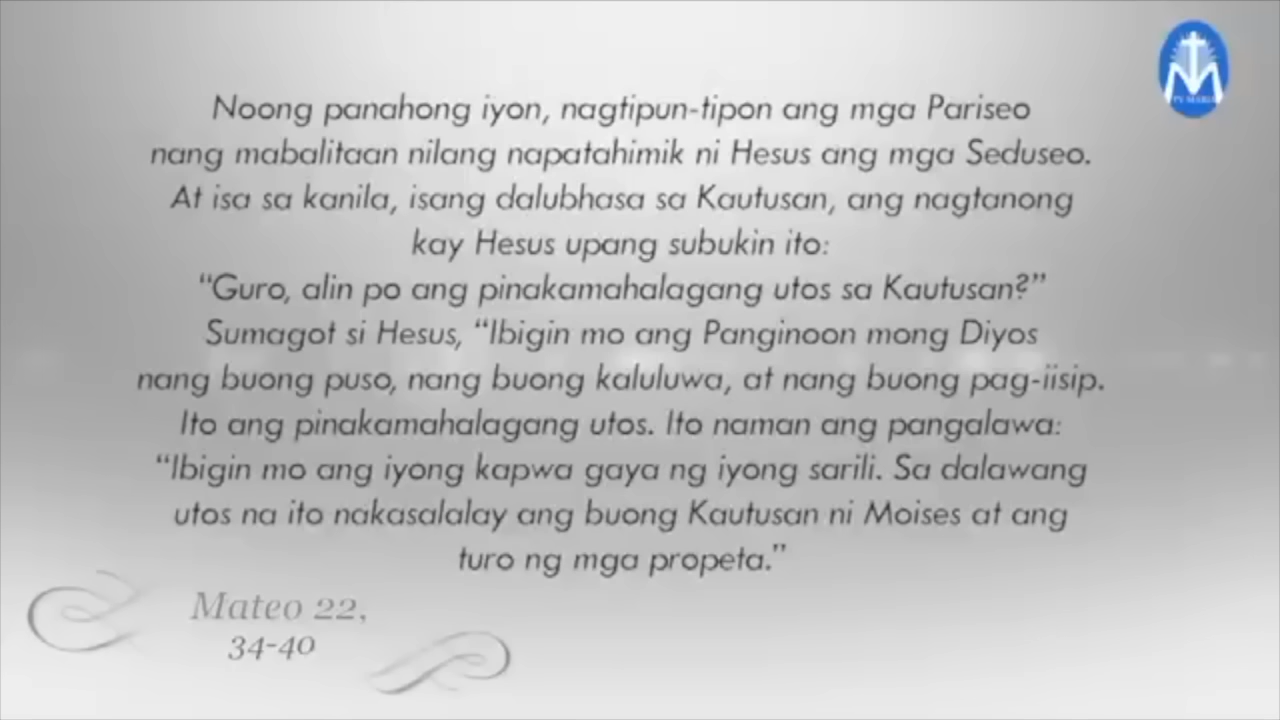 TV MARIA
Noong panahong iyon, nagtipun-tipon ang mga Pariseo
nang mabalitaan nilang napatahimik ni Hesus ang mga Seduseo.
At isa sa kanila, isang dalubhasa sa Kautusan, ang nagtanong
kay Hesus upang subukin ito:
“Guro, alin po ang pinakamahalagang utos sa Kautusan?”
Sumagot si Hesus, “Ibigin mo ang Panginoon mong Diyos
nang buong puso, nang buong kaluluwa, at nang buong pag-iisip.
Ito ang pinakamahalagang utos. Ito naman ang pangalawa:
“Ibigin mo ang iyong kapwa gaya ng iyong sarili. Sa dalawang
utos na ito nakasalalay ang buong Kautusan ni Moises at ang
turo ng mga propeta.”
Mateo 22,
34-40